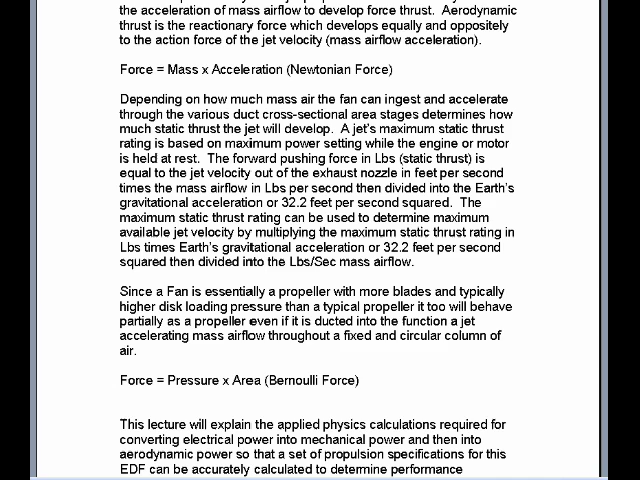 the acceleration of mass airflow to develop force thrust. Aerodynamic
thrust is the reactionary force which develops equally and oppositely
to the action force of the jet velocity (mass airflow acceleration).
Force = Mass x Acceleration (Newtonian Force)
Depending on how much mass air the fan can ingest and accelerate
through the various duct cross-sectional area stages determines how
much static thrust the jet will develop. A jet's maximum static thrust
rating is based on maximum power setting while the engine or motor
is held at rest. The forward pushing force in Lbs (static thrust) is
equal to the jet velocity out of the exhaust nozzle in feet per second
times the mass airflow in Lbs per second then divided into the Earth's
gravitational acceleration or 32.2 feet per second squared. The
maximum static thrust rating can be used to determine maximum
available jet velocity by multiplying the maximum static thrust rating in
Lbs times Earth's gravitational acceleration or 32.2 feet per second
squared then divided into the Lbs/Sec mass airflow.
Since a Fan is essentially a propeller with more blades and typically
higher disk loading pressure than a typical propeller it too will behave
partially as a propeller even if it is ducted into the function a jet
accelerating mass airflow throughout a fixed and circular column of
air.
Force = Pressure x Area (Bernoulli Force)
This lecture will explain the applied physics calculations required for
converting electrical power into mechanical power and then into
aerodynamic power so that a set of propulsion specifications for this
EDF can be accurately calculated to determine performance